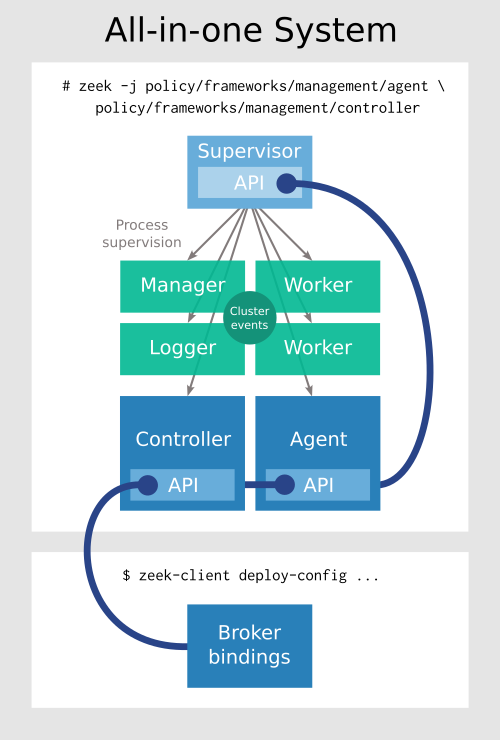 All-in-one System
# zeek -j policy/frameworks/management/agent \
policy/frameworks/management/controller
Supervisor
API
Process
supervision
Manager
Worker
Cluster
events
Logger
Worker
Controller
Agent
API
API
$ zeek-client deploy-config ...
Broker
bindings